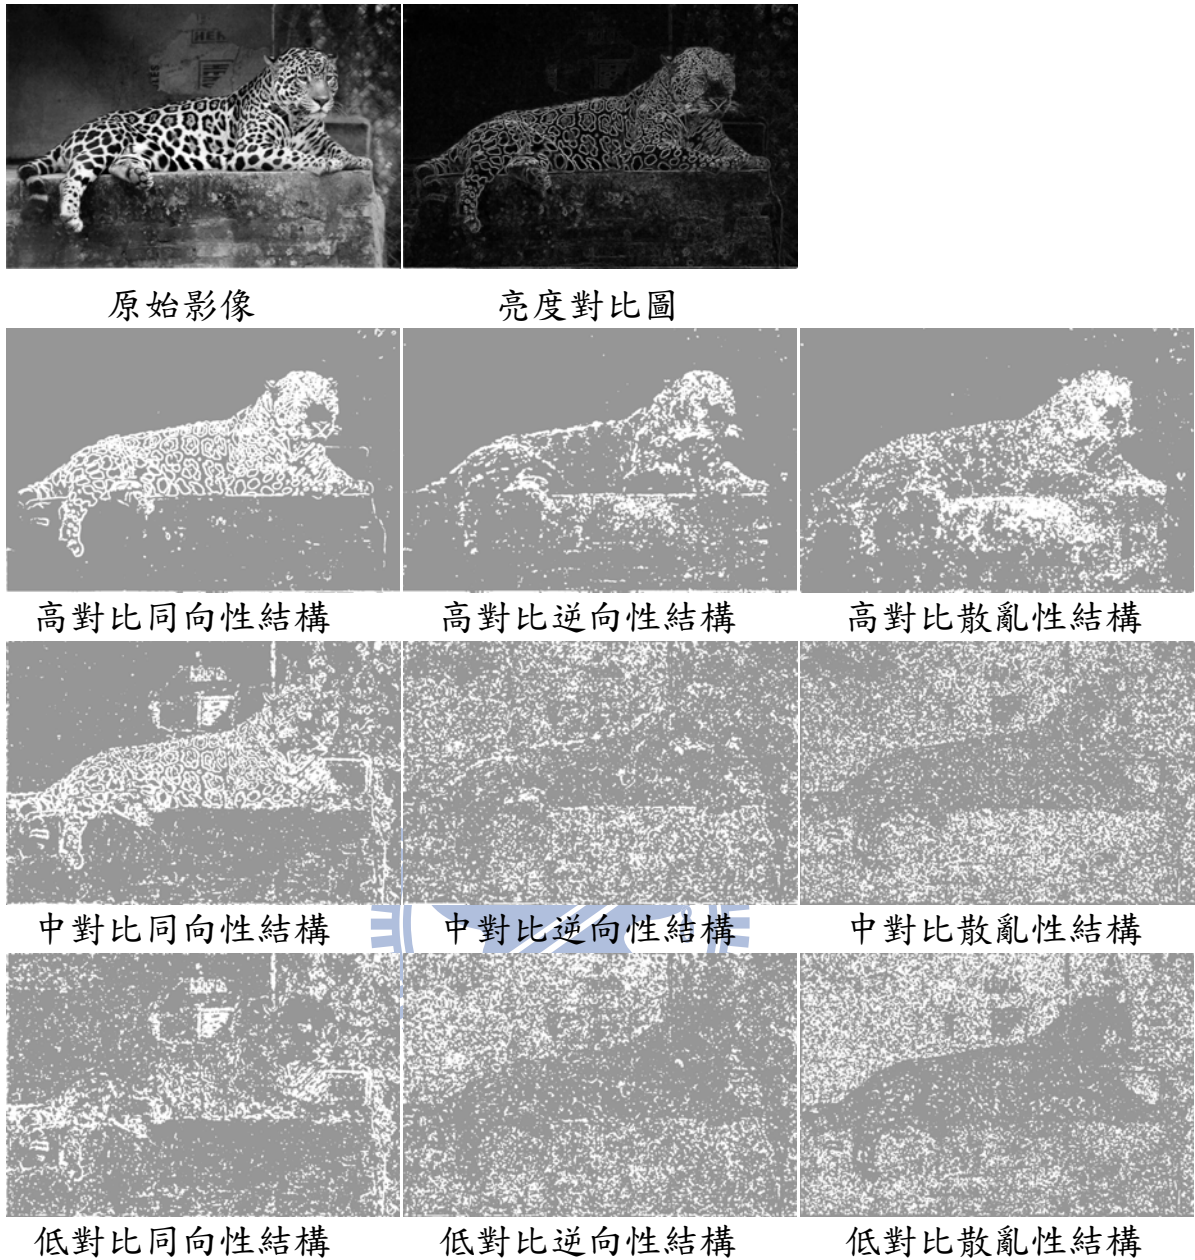 原始影像
亮度對比圖
高對比同向性結構
高對比逆向性結構
高對比散亂性結構
中對比同向性結構
中對比逆向性結構
中對比散亂性結構
低對比同向性結構
低對比逆向性結構
低對比散亂性結構